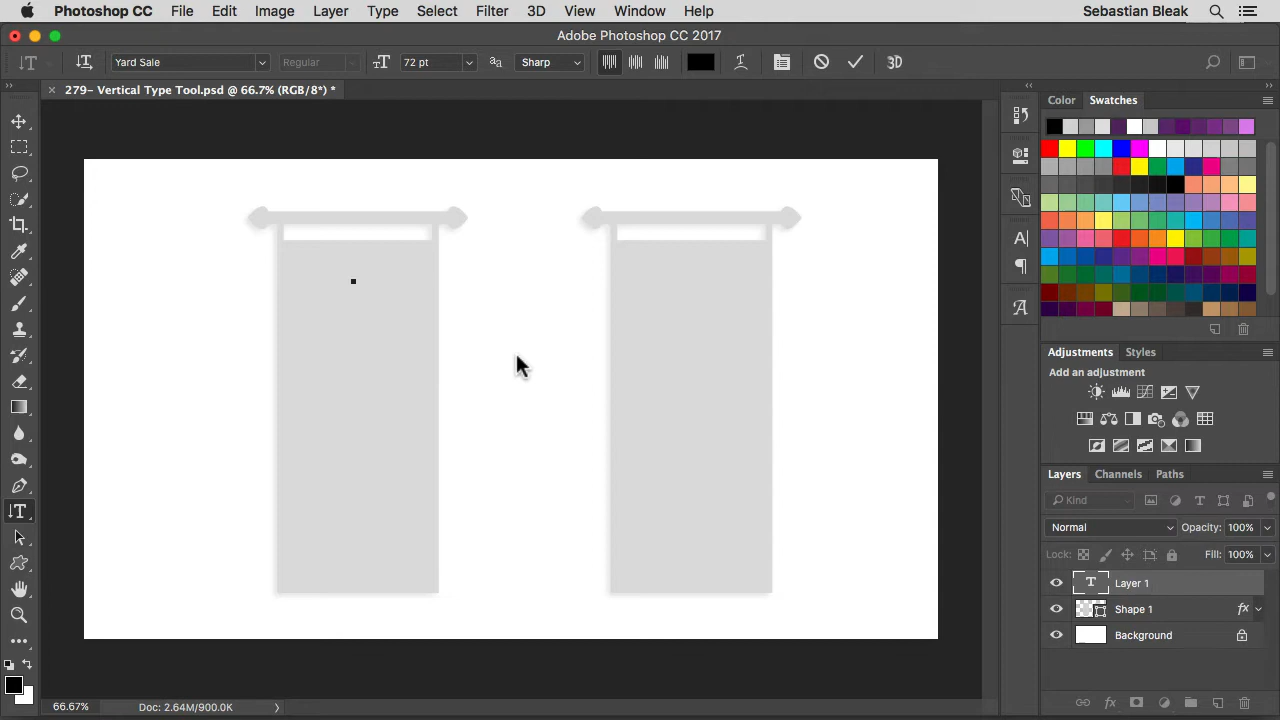 Photoshop CC File Edit Image Layer Type Select Filter 3D View Window Help Sebastian Bleak
Adobe Photoshop CC 2017
Yard Sale Regular 72 pt Sharp 3D
279- Vertical Type Tool.psd @ 66.7% (RGB/8*) *
Color Swatches
Adjustments Styles
Add an adjustment
Layers Channels Paths
Kind
Normal Opacity: 100%
Lock: Fill: 100%
Layer 1
Shape 1 fx
Background
66.67% Doc: 2.64M/900.0K